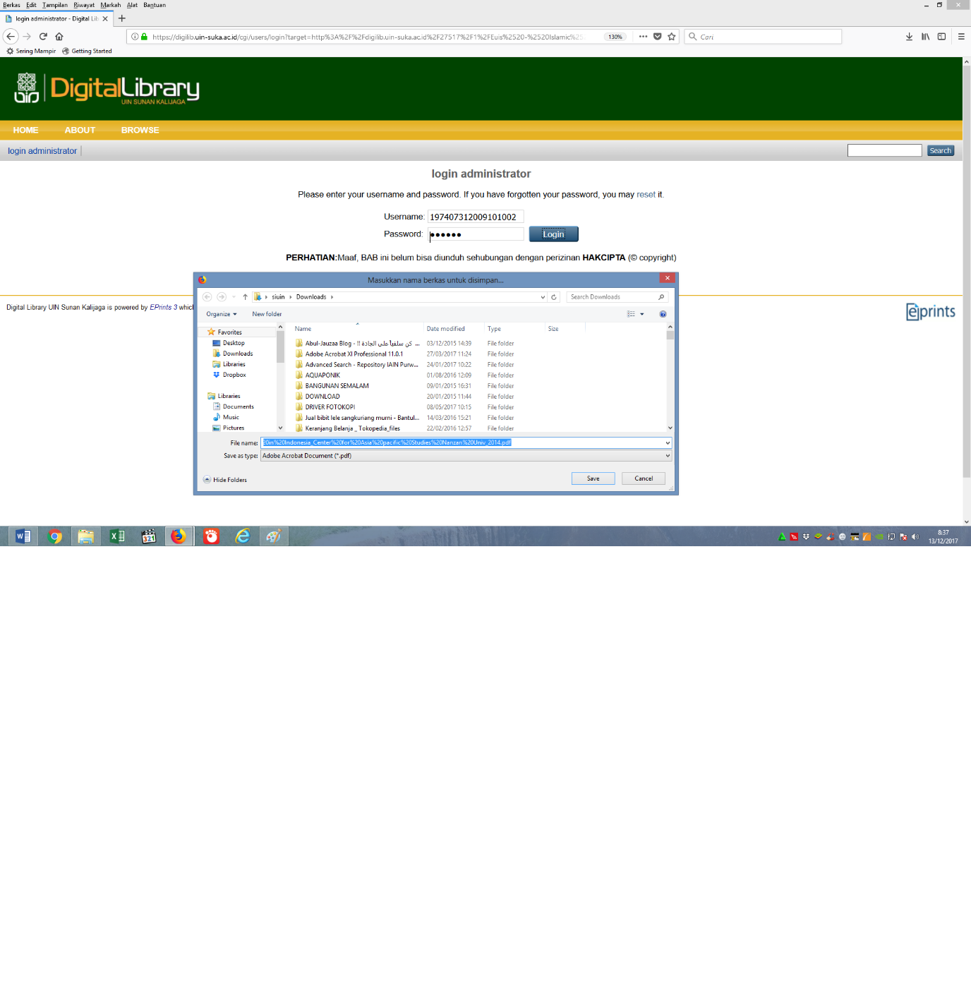 Berkas Edit Tampilan Riwayat Markah Alat Bantuan
login administrator - Digital Lib
https://digilib.uin-suka.ac.id/cgi/users/login?target=http%3A%2F%2Fdigilib.uin-suka.ac.id%2F27517%2F1%2FEuis%2520-%2520Islamic%25 130% Cari
Sering Mampir Getting Started
uin DigitalLibrary
UIN SUNAN KALIJAGA
HOME ABOUT BROWSE
login administrator Search
login administrator
Please enter your username and password. If you have forgotten your password, you may reset it.
Username: 197407312009101002
Password: ●●●●●● Login
PERHATIAN:Maaf, BAB ini belum bisa diunduh sehubungan dengan perizinan HAKCIPTA (© copyright)
Masukkan nama berkas untuk disimpan...
siuin Downloads Search Downloads
Digital Library UIN Sunan Kalijaga is powered by EPrints 3 whic
eprints
Organize New folder
Name Date modified Type Size
Favorites
Desktop
Downloads
Libraries
Dropbox
Libraries
Documents
Music
Pictures
Abul-Jauzaa Blog - !! كن سلفياً على الجادة ... 03/12/2015 14:39 File folder
Adobe Acrobat XI Professional 11.0.1 27/03/2017 11:24 File folder
Advanced Search - Repository IAIN Purw... 24/01/2017 10:22 File folder
AQUAPONIK 01/08/2016 12:09 File folder
BANGUNAN SEMALAM 09/01/2015 16:31 File folder
DOWNLOAD 20/01/2015 11:44 File folder
DRIVER FOTOKOPI 08/05/2017 10:15 File folder
Jual bibit lele sangkuriang murni - Bantul... 14/03/2016 15:21 File folder
Keranjang Belanja _ Tokopedia_files 22/02/2016 12:57 File folder
File name: 20in%20Indonesia_Center%20for%20Asia%20pacific%20Studies%20Nanzan%20Univ_2014.pdf
Save as type: Adobe Acrobat Document (*.pdf)
Hide Folders Save Cancel
321
8:37
13/12/2017